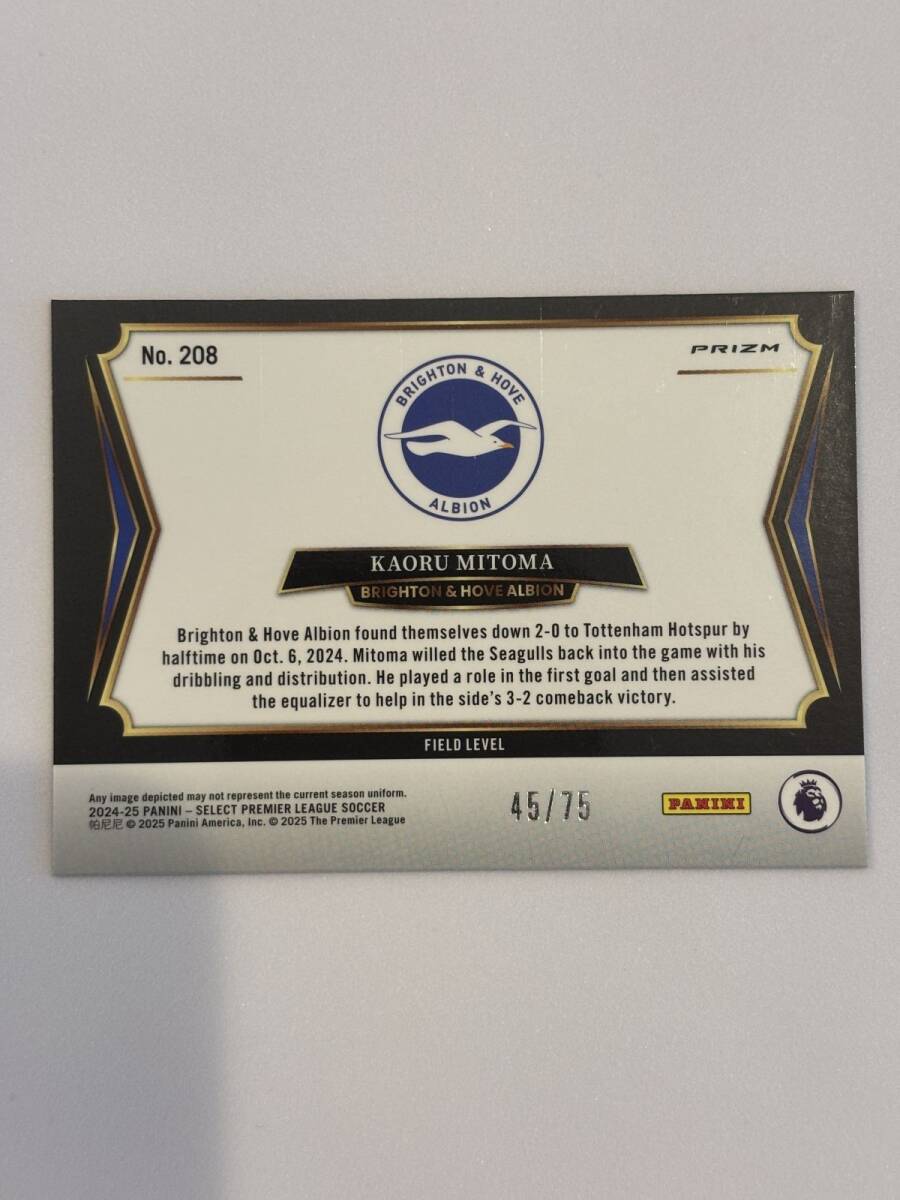 No. 208
PRIZM
BRIGHTON & HOVE
ALBION
KAORU MITOMA
BRIGHTON & HOVE ALBION
Brighton & Hove Albion found themselves down 2-0 to Tottenham Hotspur by
halftime on Oct. 6, 2024. Mitoma willed the Seagulls back into the game with his
dribbling and distribution. He played a role in the first goal and then assisted
the equalizer to help in the side's 3-2 comeback victory.
FIELD LEVEL
Any image depicted may not represent the current season uniform.
2024-25 PANINI – SELECT PREMIER LEAGUE SOCCER
帕尼尼 © 2025 Panini America, Inc. © 2025 The Premier League
45/75
PANINI